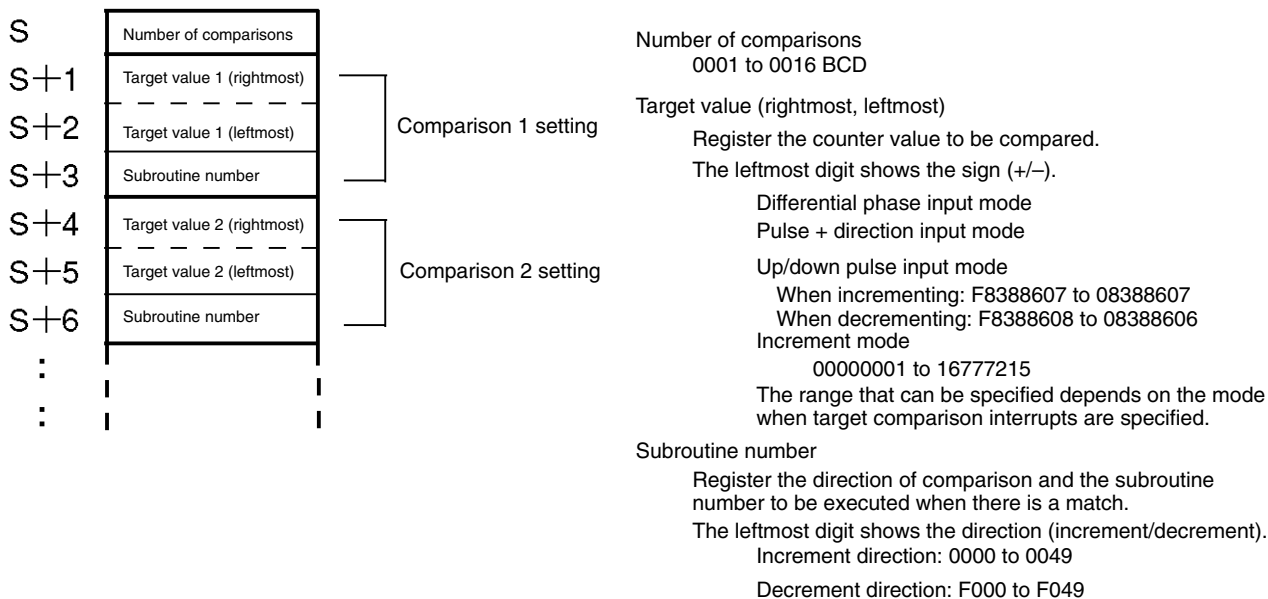 S
Number of comparisons
S+1
Target value 1 (rightmost)
S+2
Target value 1 (leftmost)
S+3
Subroutine number
Comparison 1 setting
S+4
Target value 2 (rightmost)
S+5
Target value 2 (leftmost)
S+6
Subroutine number
Comparison 2 setting
:
:
Number of comparisons
0001 to 0016 BCD
Target value (rightmost, leftmost)
Register the counter value to be compared.
The leftmost digit shows the sign (+/–).
Differential phase input mode
Pulse + direction input mode
Up/down pulse input mode
When incrementing: F8388607 to 08388607
When decrementing: F8388608 to 08388606
Increment mode
00000001 to 16777215
The range that can be specified depends on the mode
when target comparison interrupts are specified.
Subroutine number
Register the direction of comparison and the subroutine
number to be executed when there is a match.
The leftmost digit shows the direction (increment/decrement).
Increment direction: 0000 to 0049
Decrement direction: F000 to F049